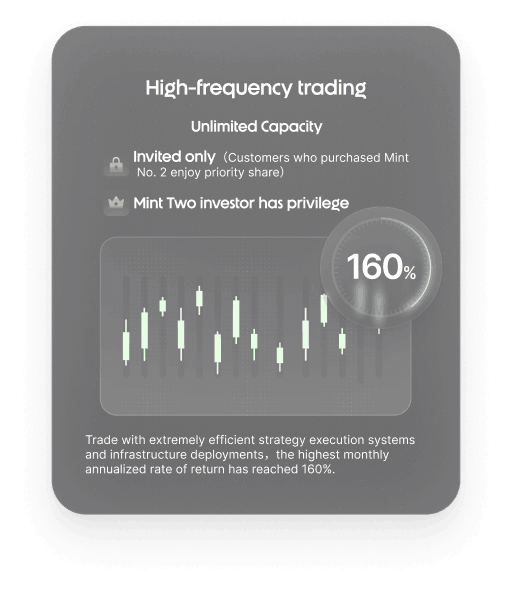 High-frequency trading
Unlimited Capacity
Invited only（Customers who purchased Mint
No. 2 enjoy priority share）
Mint Two investor has privilege
160%
Trade with extremely efficient strategy execution systems
and infrastructure deployments，the highest monthly
annualized rate of return has reached 160%.